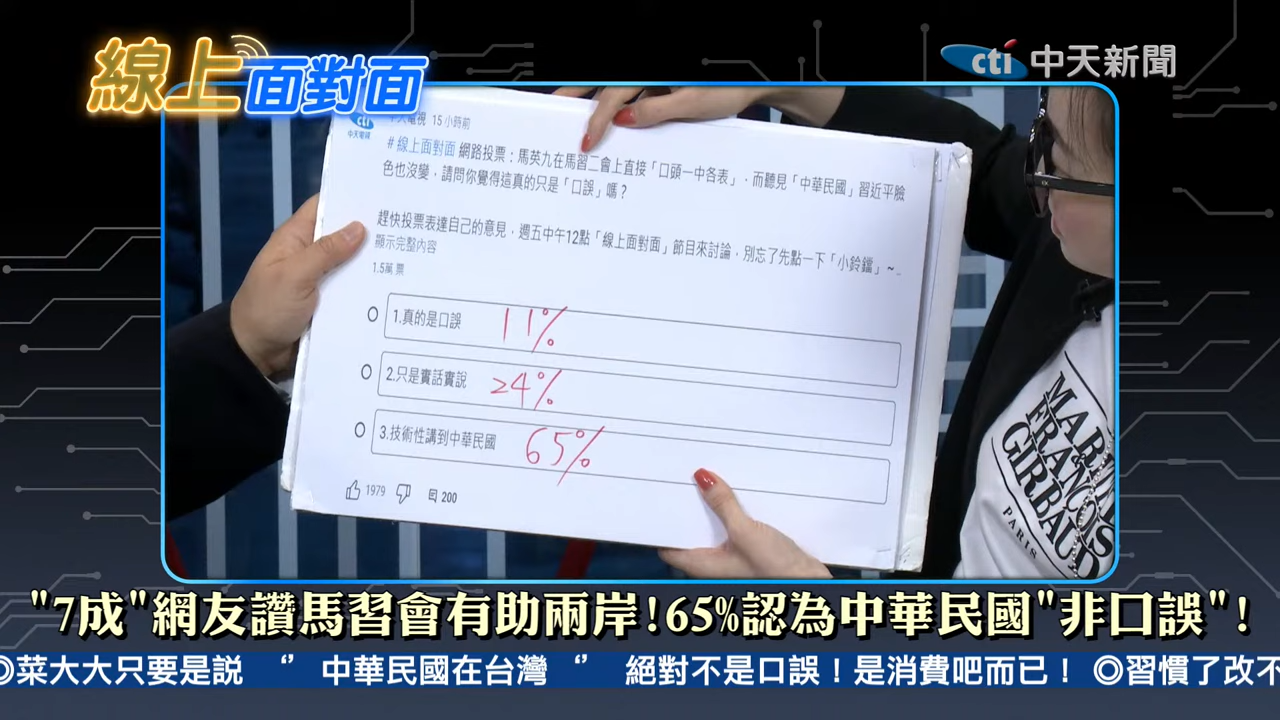 線上面對面
cti 中天新聞
cti
中天電視
中天電視 15 小時前
#線上面對面 網路投票：馬英九在馬習二會上直接「口頭一中各表」，而聽見「中華民國」習近平臉
色也沒變，請問你覺得這真的只是「口誤」嗎？
趕快投票表達自己的意見，週五中午12點「線上面對面」節目來討論，別忘了先點一下「小鈴鐺」~...
顯示完整內容
1.5萬 票
1.真的是口誤 11%
2.只是實話實說 24%
3.技術性講到中華民國 65%
1979 200
MARITHÉ
& FRANCOIS
GIRBAUD
PARIS
"7成"網友讚馬習會有助兩岸!65%認為中華民國"非口誤"!
◎菜大大只要是説 “ 中華民國在台灣 “ 絕對不是口誤！是消費吧而已！ ◎習慣了改不